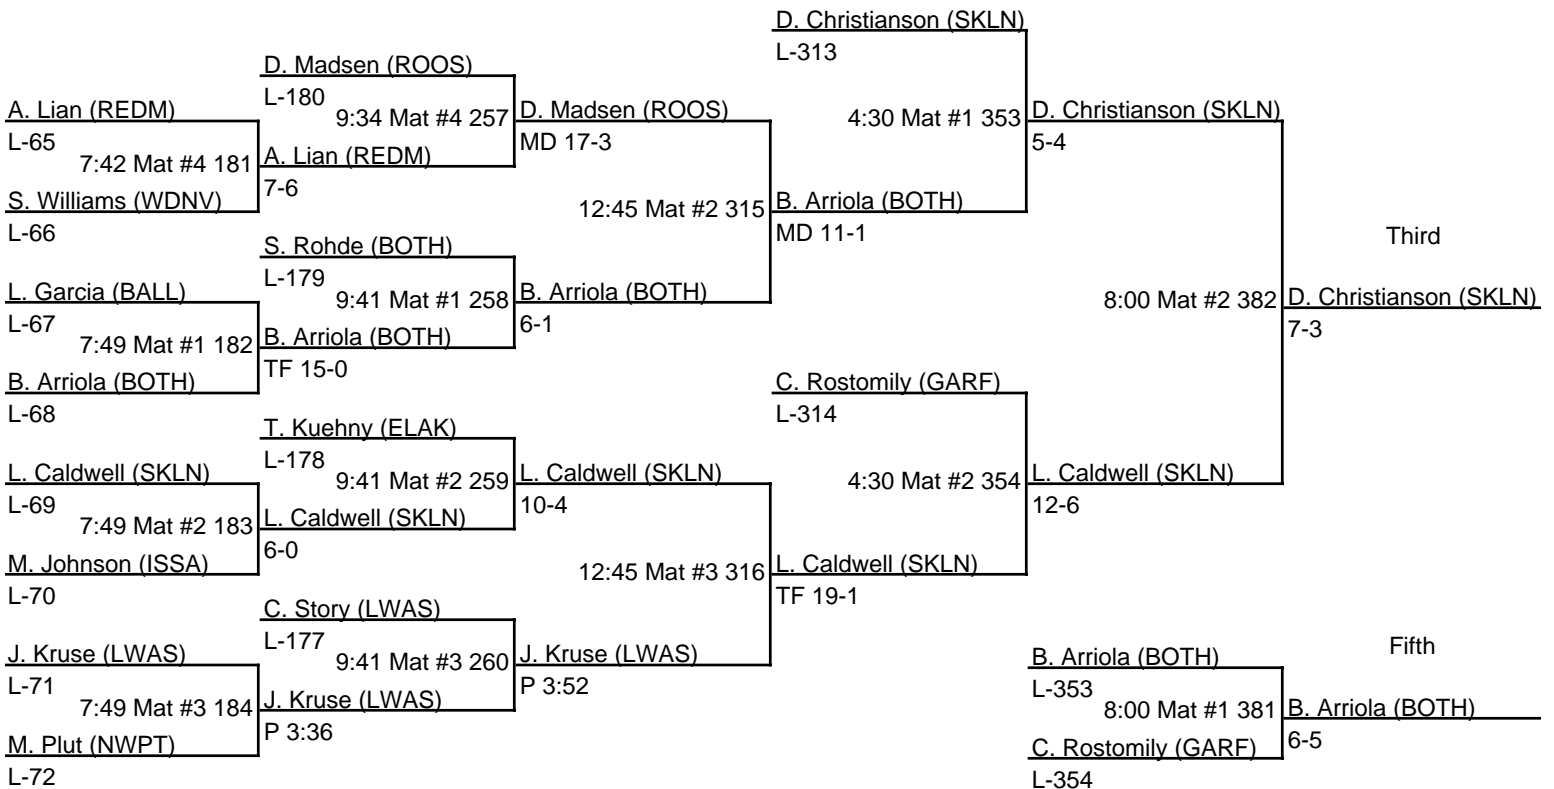 D. Christianson (SKLN)
L-313
D. Madsen (ROOS)
L-180
A. Lian (REDM)
9:34 Mat #4 257
D. Madsen (ROOS)
4:30 Mat #1 353
D. Christianson (SKLN)
L-65
MD 17-3
5-4
7:42 Mat #4 181
A. Lian (REDM)
7-6
S. Williams (WDNV)
12:45 Mat #2 315
B. Arriola (BOTH)
L-66
MD 11-1
Third
S. Rohde (BOTH)
L-179
L. Garcia (BALL)
9:41 Mat #1 258
B. Arriola (BOTH)
8:00 Mat #2 382
D. Christianson (SKLN)
L-67
6-1
7-3
7:49 Mat #1 182
B. Arriola (BOTH)
TF 15-0
B. Arriola (BOTH)
C. Rostomily (GARF)
L-68
L-314
T. Kuehny (ELAK)
L-178
L. Caldwell (SKLN)
9:41 Mat #2 259
L. Caldwell (SKLN)
4:30 Mat #2 354
L. Caldwell (SKLN)
L-69
10-4
12-6
7:49 Mat #2 183
L. Caldwell (SKLN)
6-0
M. Johnson (ISSA)
12:45 Mat #3 316
L. Caldwell (SKLN)
L-70
TF 19-1
C. Story (LWAS)
L-177
J. Kruse (LWAS)
9:41 Mat #3 260
J. Kruse (LWAS)
B. Arriola (BOTH)
Fifth
L-71
P 3:52
L-353
7:49 Mat #3 184
J. Kruse (LWAS)
8:00 Mat #1 381
B. Arriola (BOTH)
P 3:36
6-5
M. Plut (NWPT)
C. Rostomily (GARF)
L-72
L-354